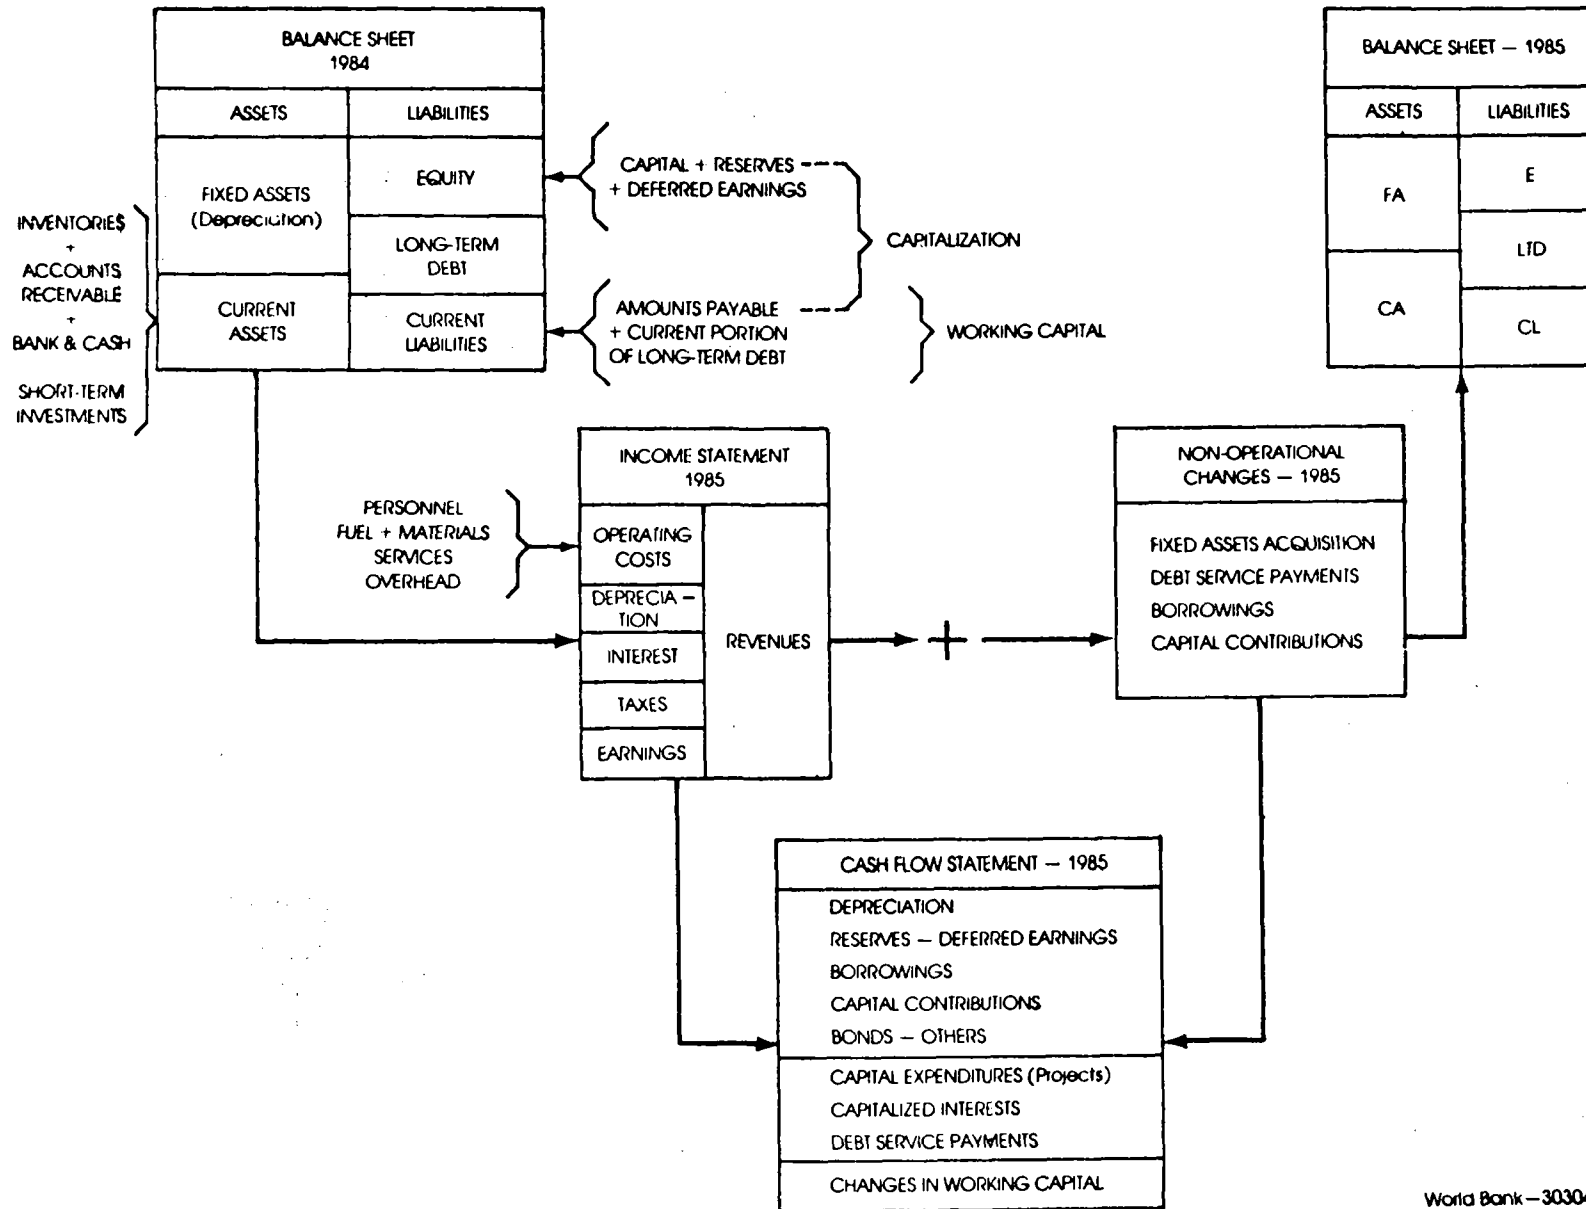 BALANCE SHEET
1984
ASSETS
LIABILITIES
FIXED ASSETS
(Depreciation)
EQUITY
LONG-TERM
DEBT
CURRENT
ASSETS
CURRENT
LIABILITIES
INVENTORIES
+
ACCOUNTS
RECEIVABLE
+
BANK & CASH
SHORT-TERM
INVESTMENTS
CAPITAL + RESERVES
+ DEFERRED EARNINGS
CAPITALIZATION
AMOUNTS PAYABLE
+ CURRENT PORTION
OF LONG-TERM DEBT
WORKING CAPITAL
BALANCE SHEET — 1985
ASSETS
LIABILITIES
FA
CA
E
LTD
CL
INCOME STATEMENT
1985
PERSONNEL
FUEL + MATERIALS
SERVICES
OVERHEAD
OPERATING
COSTS
DEPRECIA —
TION
INTEREST
TAXES
EARNINGS
REVENUES
+
NON-OPERATIONAL
CHANGES — 1985
FIXED ASSETS ACQUISITION
DEBT SERVICE PAYMENTS
BORROWINGS
CAPITAL CONTRIBUTIONS
CASH FLOW STATEMENT — 1985
DEPRECIATION
RESERVES — DEFERRED EARNINGS
BORROWINGS
CAPITAL CONTRIBUTIONS
BONDS — OTHERS
CAPITAL EXPENDITURES (Projects)
CAPITALIZED INTERESTS
DEBT SERVICE PAYMENTS
CHANGES IN WORKING CAPITAL
World Bank — 30304